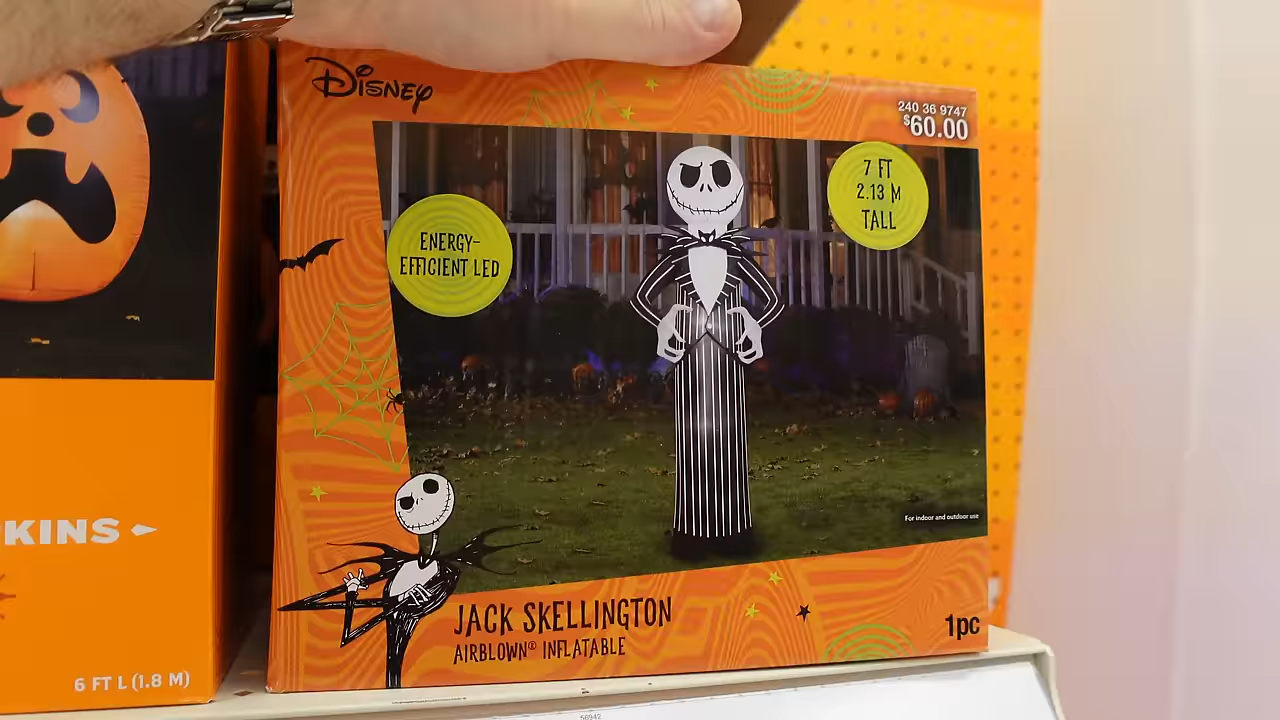 Disney
240 36 9747
$60.00
7 FT
2.13 M
TALL
ENERGY-
EFFICIENT LED
For indoor and outdoor use
KINS
JACK SKELLINGTON
AIRBLOWN® INFLATABLE
1pc
6 FT L (1.8 M)
56942